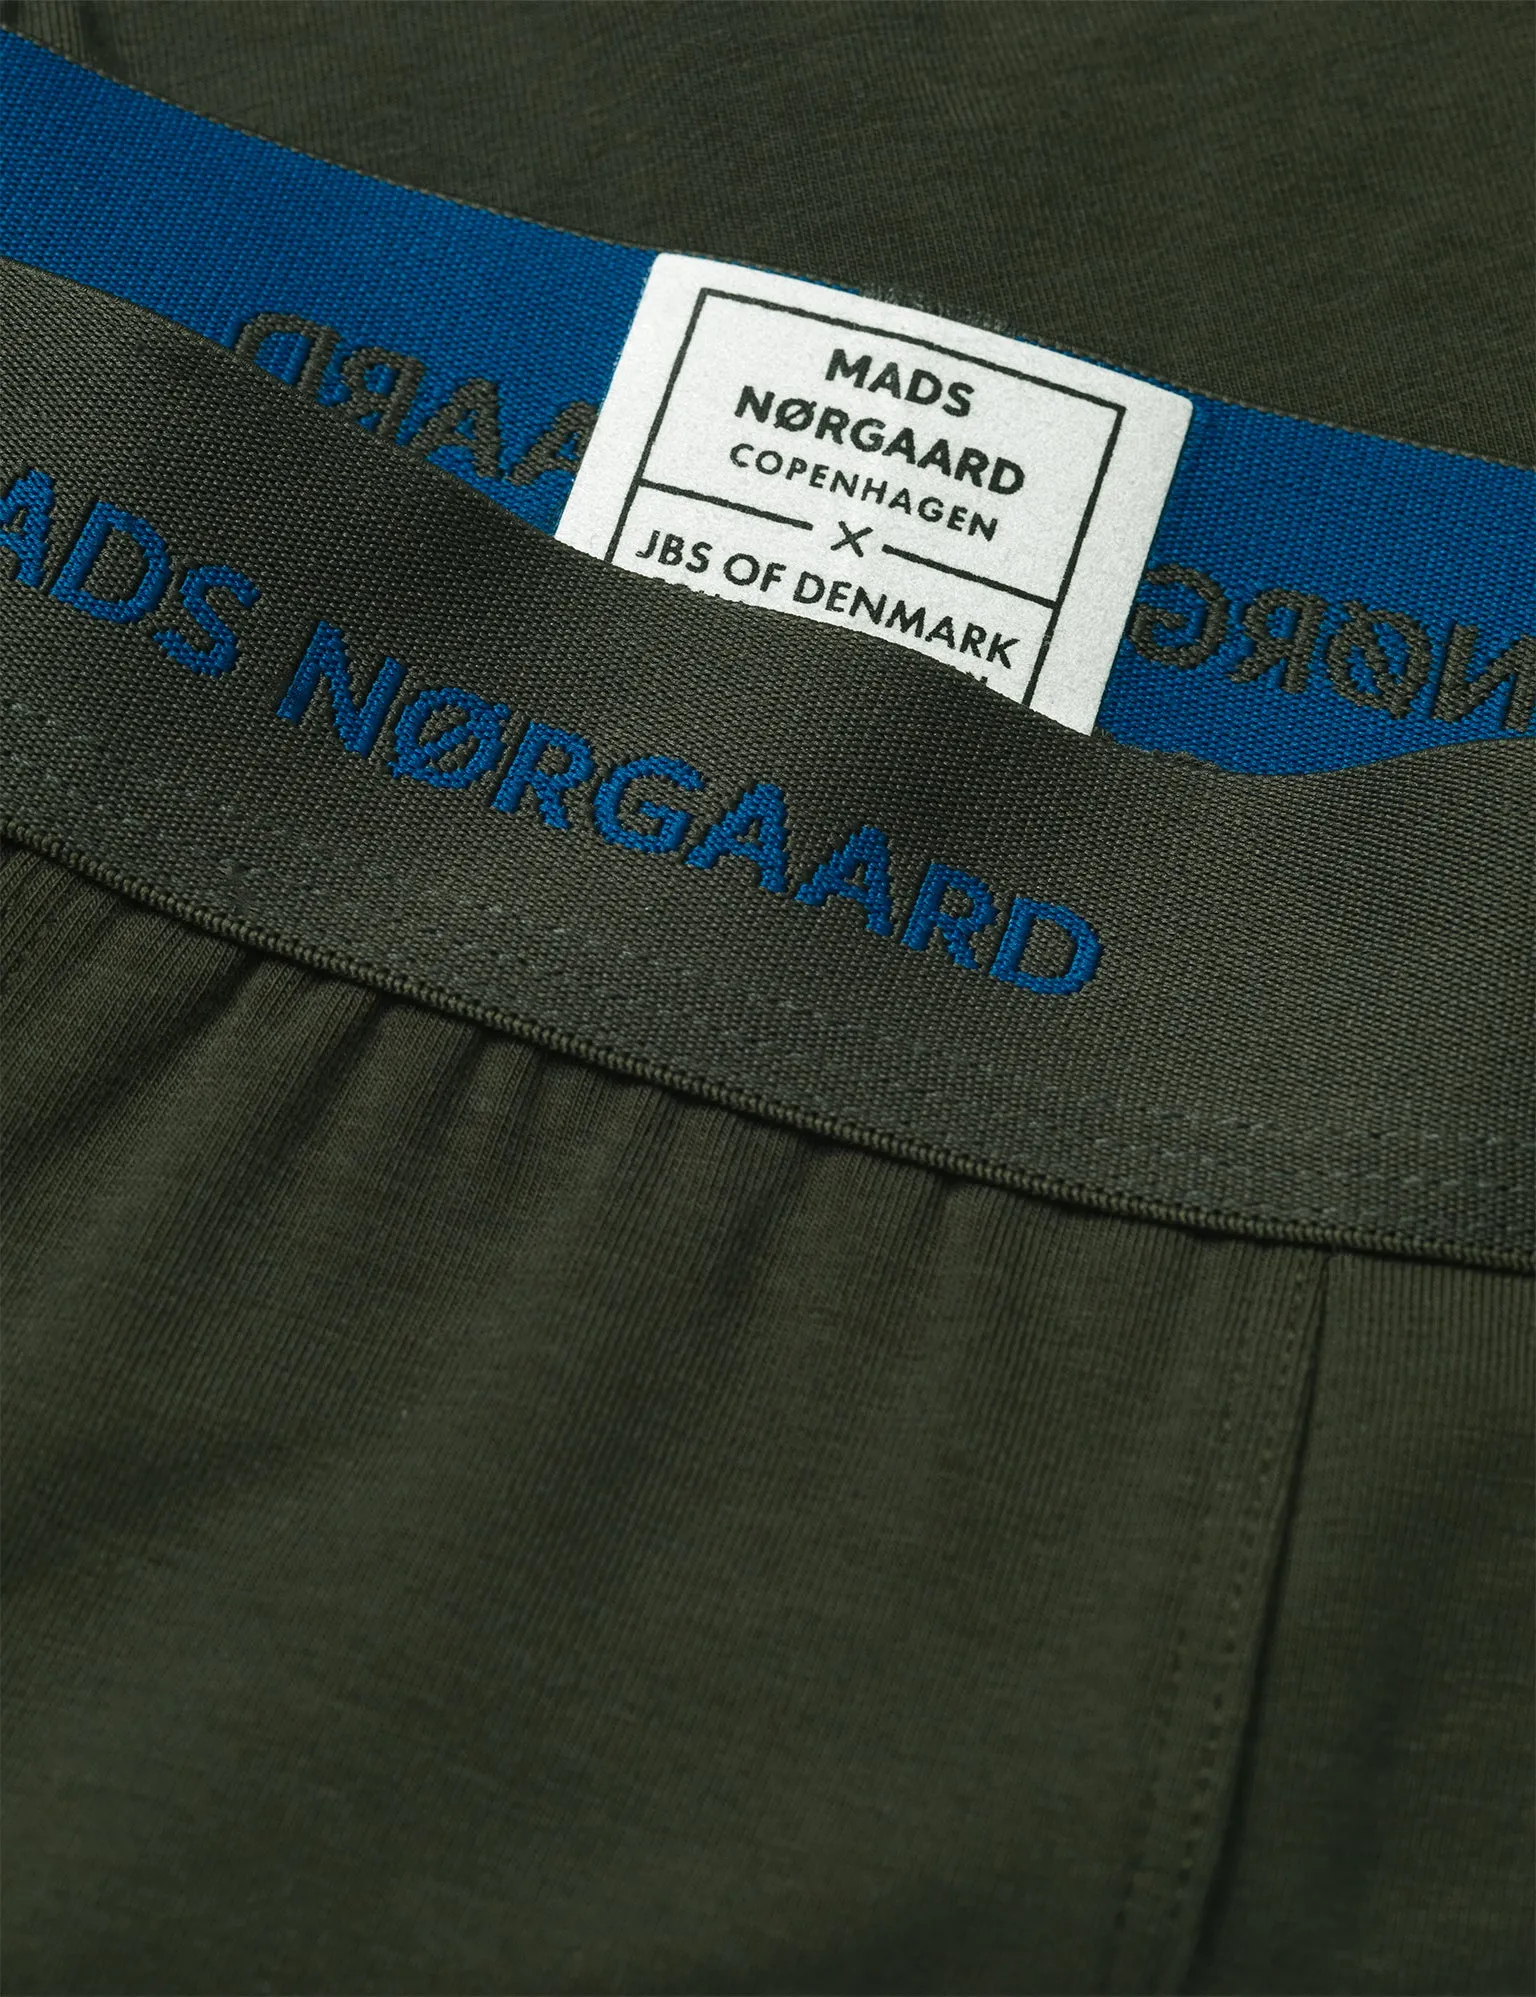 MADS
NØRGAARD
COPENHAGEN
X
JBS OF DENMARK
ADS NØRGAARD